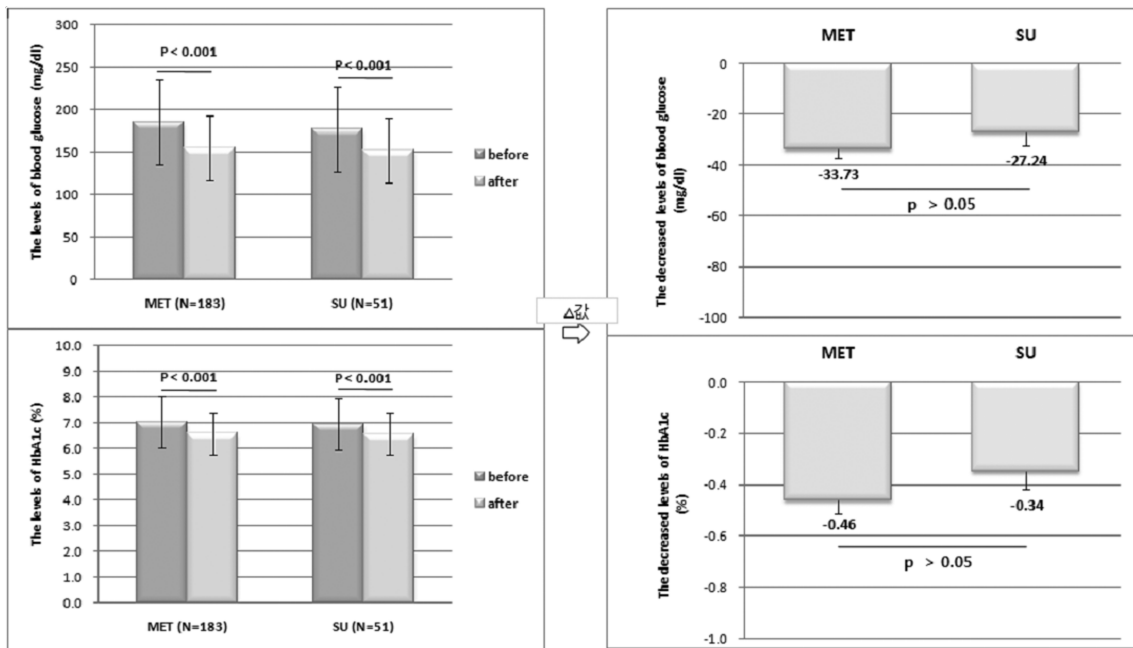 The levels of blood glucose (mg/dl)
300
250
200
150
100
50
0
P < 0.001
P < 0.001
before
after
MET (N=183)
SU (N=51)
The levels of HbA1c (%)
10.0
9.0
8.0
7.0
6.0
5.0
4.0
3.0
2.0
1.0
0.0
P < 0.001
P < 0.001
before
after
MET (N=183)
SU (N=51)
Δ값
MET
SU
The decreased levels of blood glucose
(mg/dl)
0
-20
-40
-60
-80
-100
-33.73
-27.24
p > 0.05
MET
SU
The decreased levels of HbA1c
(%)
0.0
-0.2
-0.4
-0.6
-0.8
-1.0
-0.46
-0.34
p > 0.05